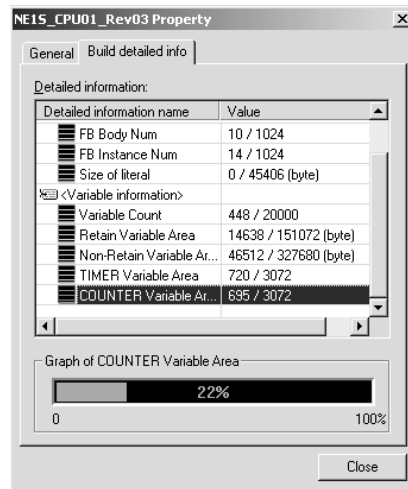 NE1S_CPU01_Rev03 Property
General Build detailed info
Detailed information:
Detailed information name Value
FB Body Num 10 / 1024
FB Instance Num 14 / 1024
Size of literal 0 / 45406 (byte)
<Variable information>
Variable Count 448 / 20000
Retain Variable Area 14638 / 151072 (byte)
Non-Retain Variable Ar... 46512 / 327680 (byte)
TIMER Variable Area 720 / 3072
COUNTER Variable Ar... 695 / 3072
Graph of COUNTER Variable Area
22%
0 100%
Close